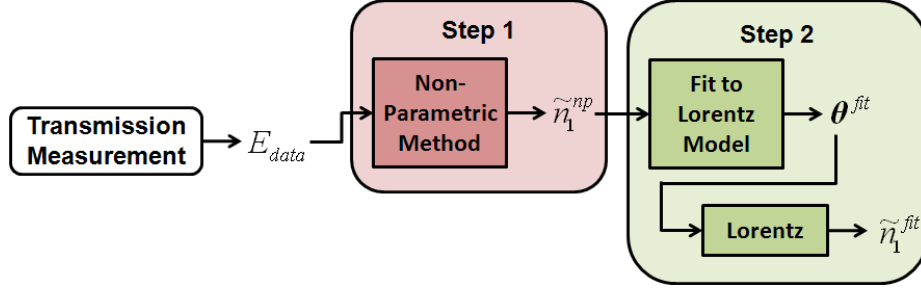 Step 1
Step 2
Transmission
Measurement
E_data
Non-
Parametric
Method
ñ₁^np
Fit to
Lorentz
Model
θ^fit
Lorentz
ñ₁^fit